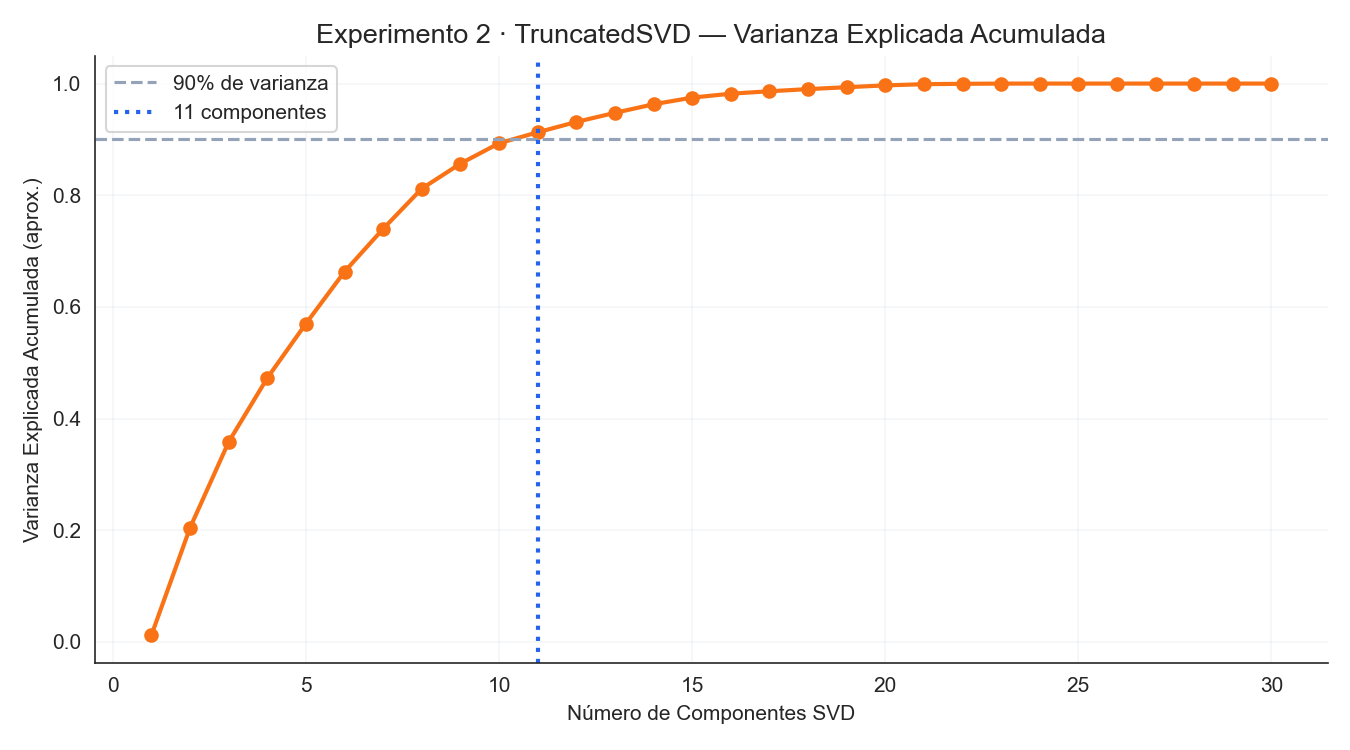 Experimento 2 · TruncatedSVD — Varianza Explicada Acumulada
90% de varianza
11 componentes
Varianza Explicada Acumulada (aprox.)
1.0
0.8
0.6
0.4
0.2
0.0
0 5 10 15 20 25 30
Número de Componentes SVD